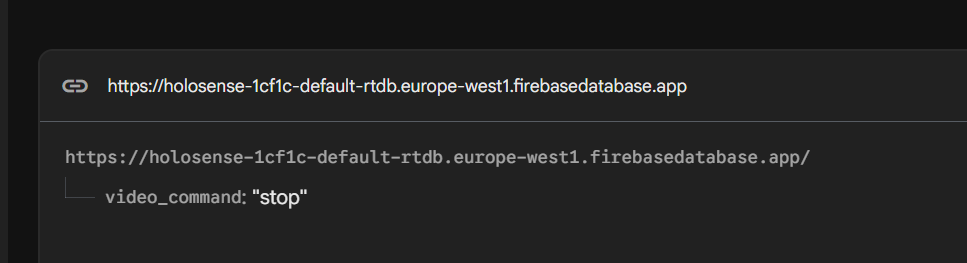 https://holosense-1cf1c-default-rtdb.europe-west1.firebasedatabase.app
https://holosense-1cf1c-default-rtdb.europe-west1.firebasedatabase.app/
video_command: "stop"